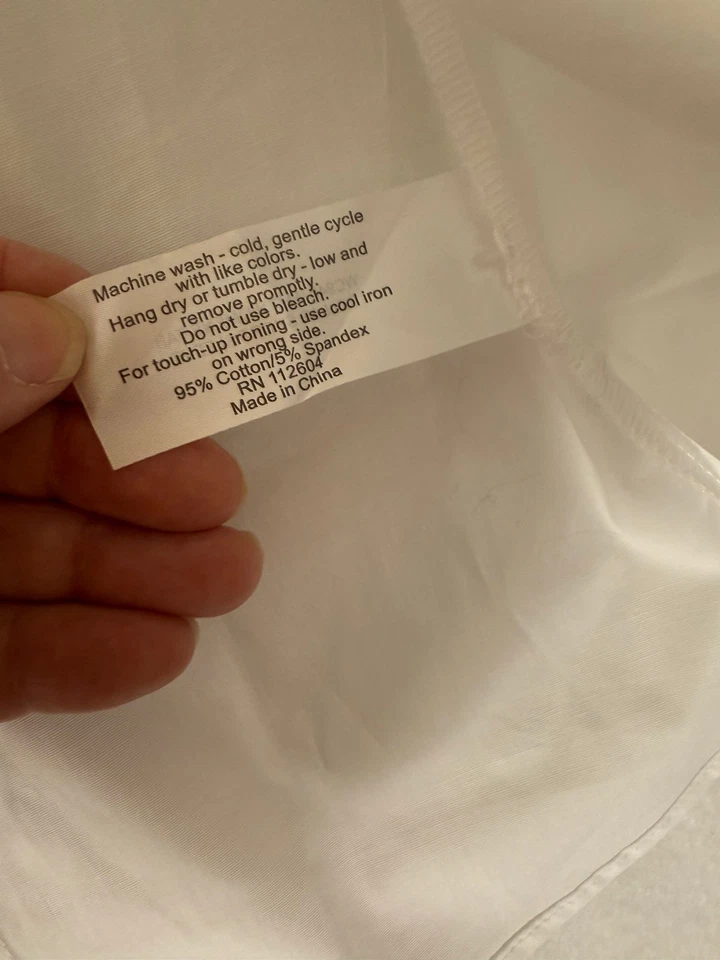 Machine wash - cold, gentle cycle
with like colors.
Hang dry or tumble dry - low and
remove promptly.
Do not use bleach.
For touch-up ironing - use cool iron
on wrong side.
95% Cotton/5% Spandex
RN 112604
Made in China